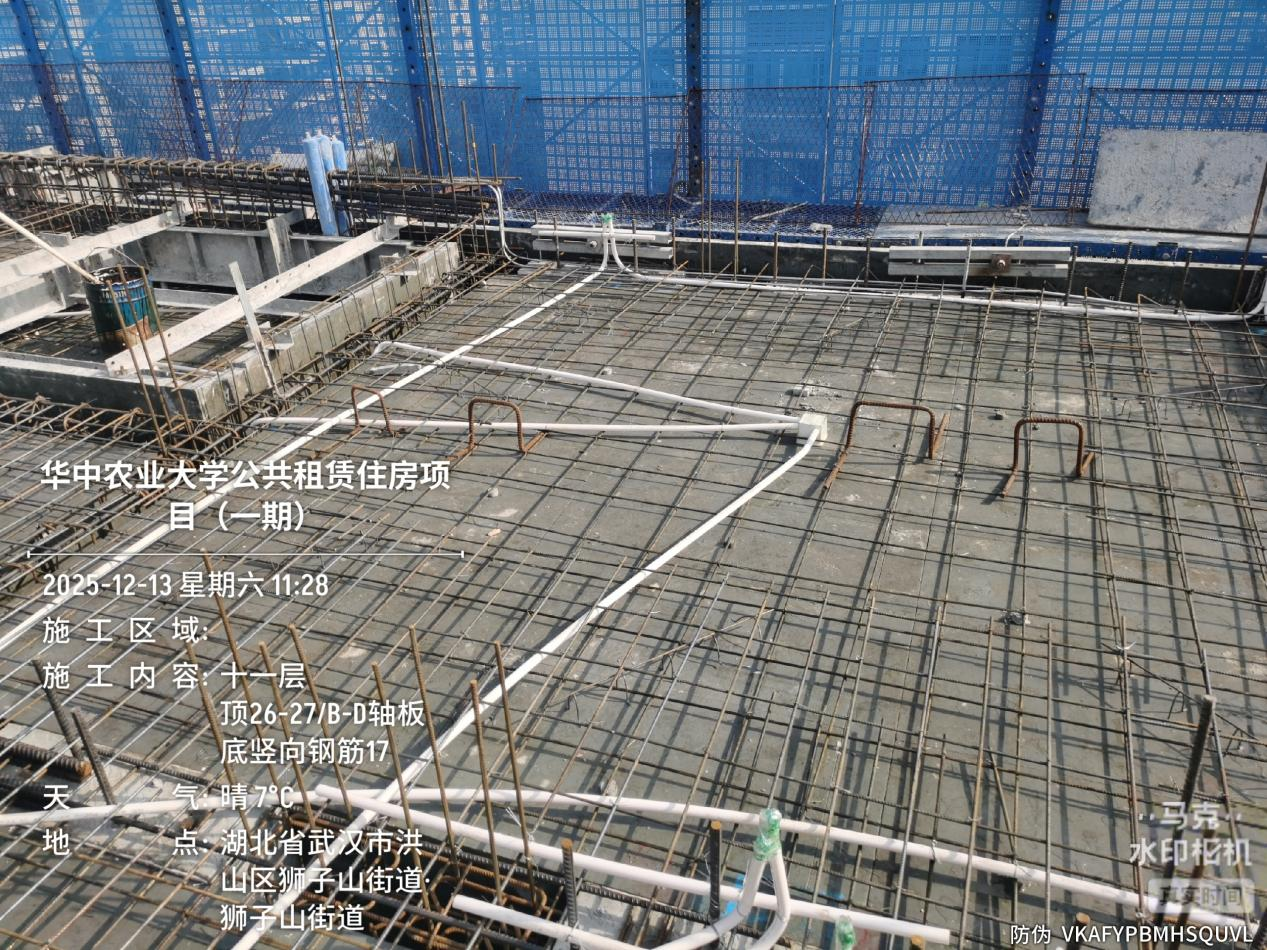 华中农业大学公共租赁住房项
目（一期）
2025-12-13 星期六 11:28
施工区域:
施工内容: 十一层
顶26-27/B-D轴板
底竖向钢筋17
天气: 晴 7°C
地点: 湖北省武汉市洪
山区狮子山街道·
狮子山街道
马克
水印相机
真实时间
防伪 VKAFYPBMHSQUVL